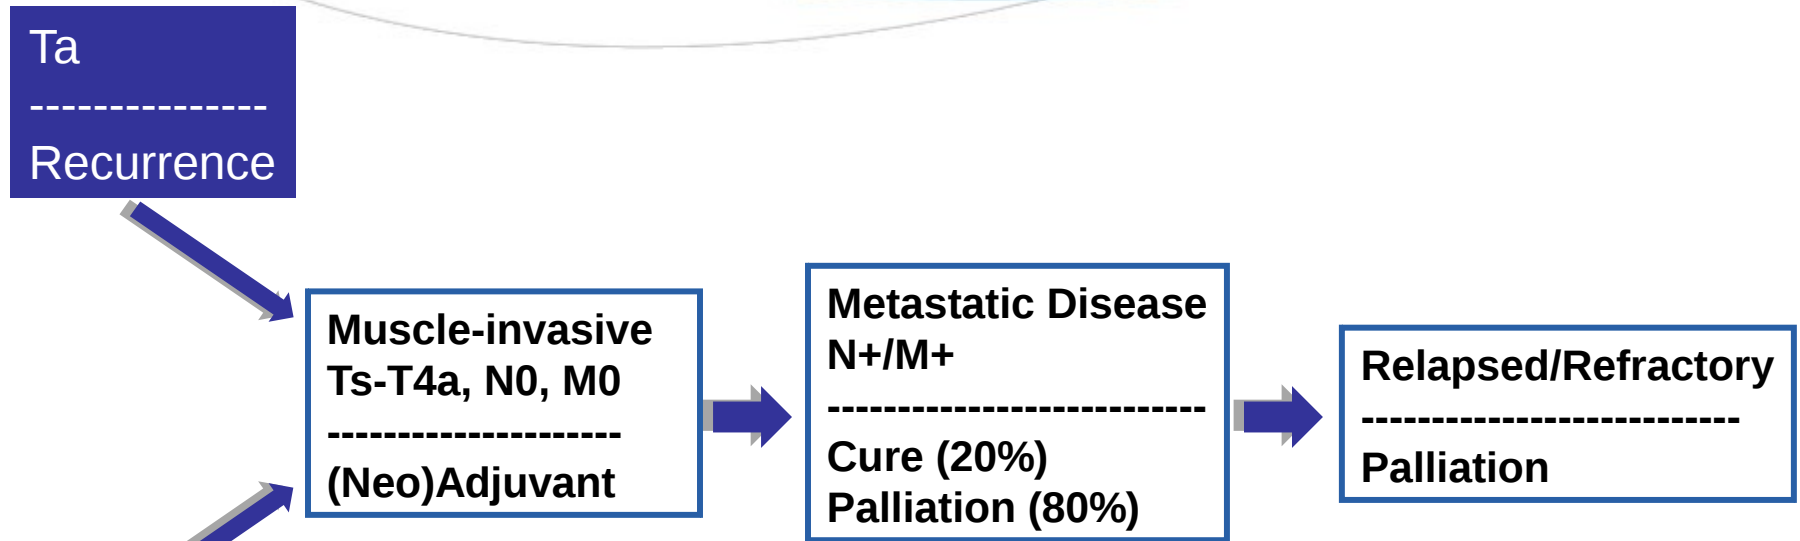 Ta
---------------
Recurrence
Muscle-invasive
Ts-T4a, N0, M0
---------------------
(Neo)Adjuvant
Metastatic Disease
N+/M+
---------------------------
Cure (20%)
Palliation (80%)
Relapsed/Refractory
---------------------------
Palliation